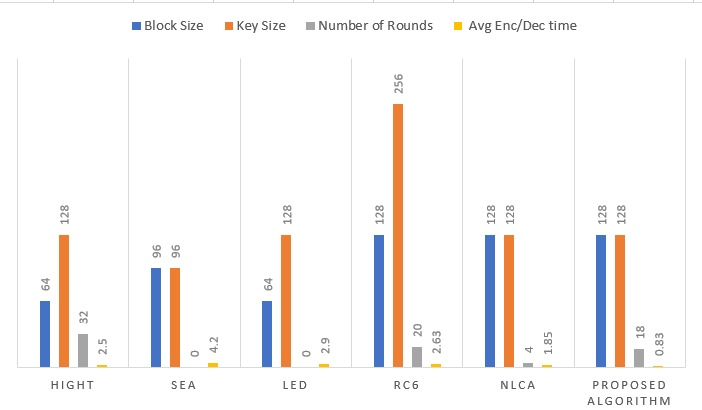 Block Size Key Size Number of Rounds Avg Enc/Dec time
64 128 32 2.5
96 96 0 4.2
64 128 0 2.9
128 256 20 2.63
128 128 4 1.85
128 128 18 0.83
HIGHT SEA LED RC6 NLCA PROPOSED
ALGORITHM